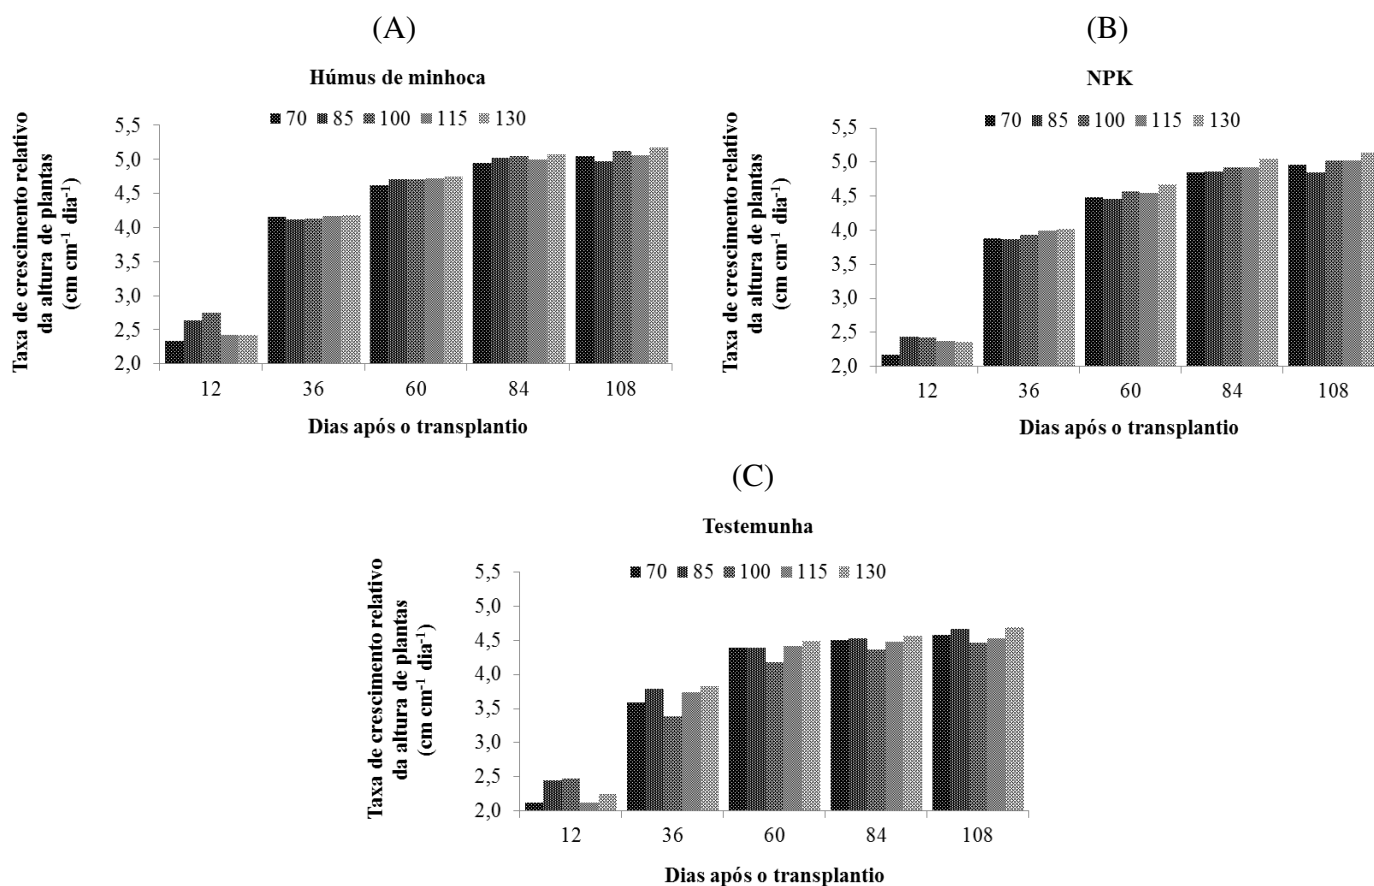 (A)
Húmus de minhoca
■ 70 ■ 85 ■ 100 ■ 115 ■ 130
Taxa de crescimento relativo
da altura de plantas
(cm cm⁻¹ dia⁻¹)
5,5
5,0
4,5
4,0
3,5
3,0
2,5
2,0
12 36 60 84 108
Dias após o transplantio
(B)
NPK
■ 70 ■ 85 ■ 100 ■ 115 ■ 130
Taxa de crescimento relativo
da altura de plantas
(cm cm⁻¹ dia⁻¹)
5,5
5,0
4,5
4,0
3,5
3,0
2,5
2,0
12 36 60 84 108
Dias após o transplantio
(C)
Testemunha
■ 70 ■ 85 ■ 100 ■ 115 ■ 130
Taxa de crescimento relativo
da altura de plantas
(cm cm⁻¹ dia⁻¹)
5,5
5,0
4,5
4,0
3,5
3,0
2,5
2,0
12 36 60 84 108
Dias após o transplantio